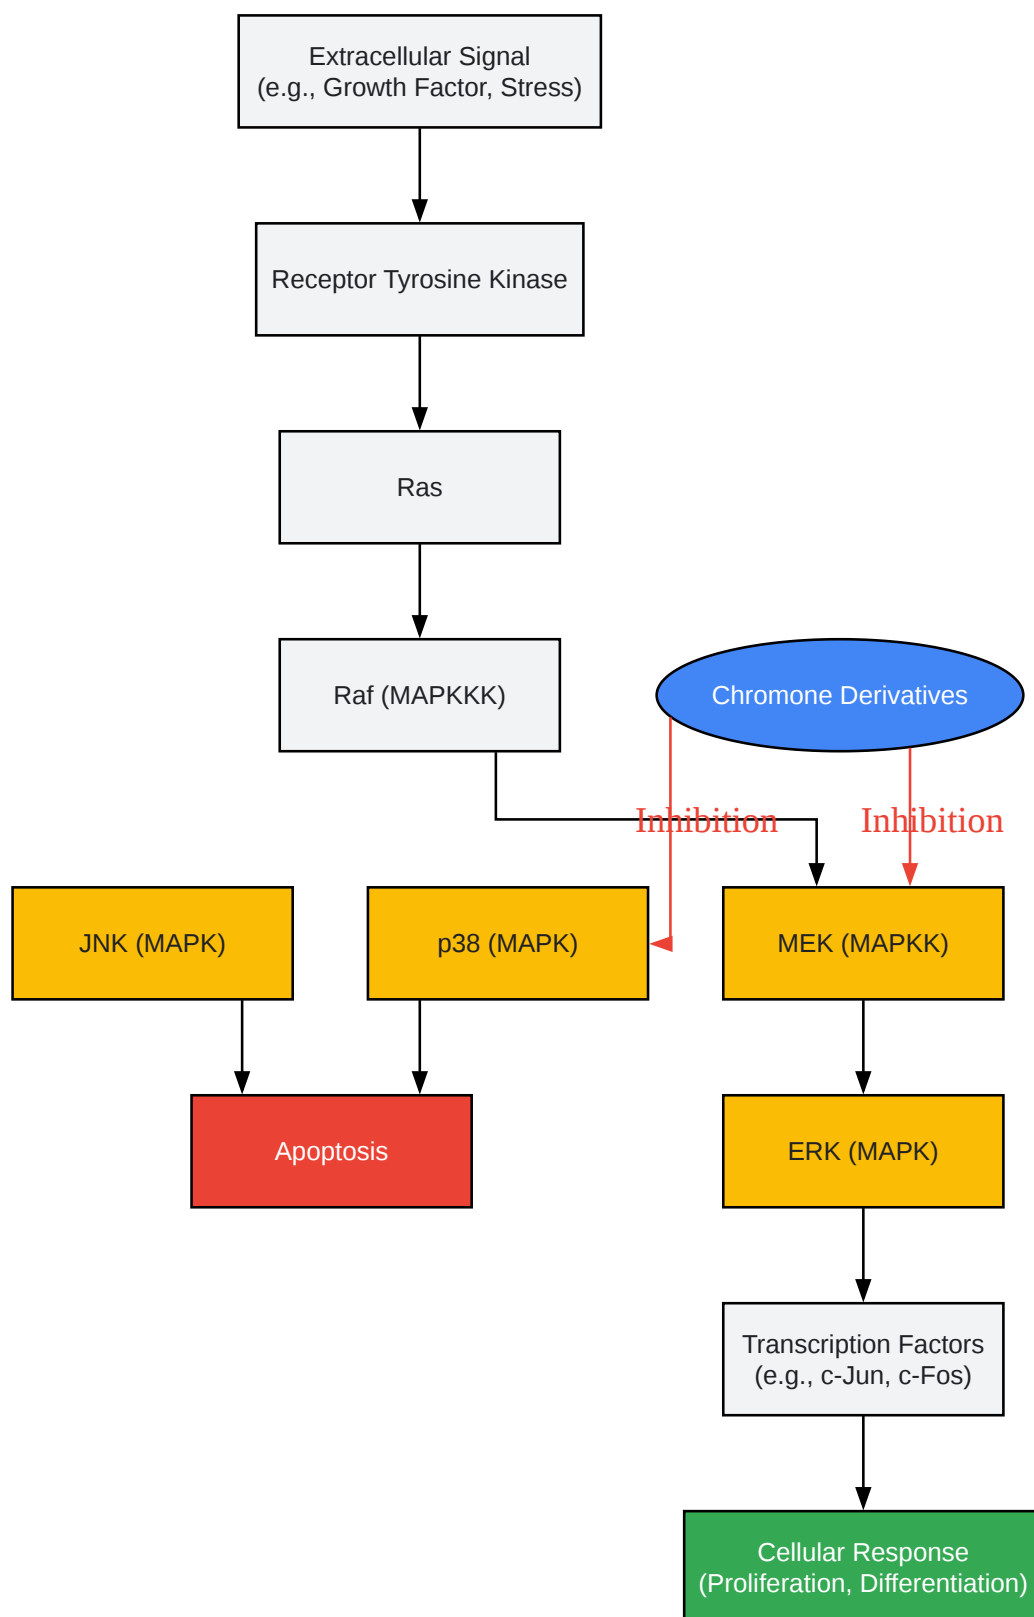 Extracellular Signal
(e.g., Growth Factor, Stress)
Receptor Tyrosine Kinase
Ras
Raf (MAPKKK)
Chromone Derivatives
Inhibition
Inhibition
JNK (MAPK)
p38 (MAPK)
MEK (MAPKK)
Apoptosis
ERK (MAPK)
Transcription Factors
(e.g., c-Jun, c-Fos)
Cellular Response
(Proliferation, Differentiation)